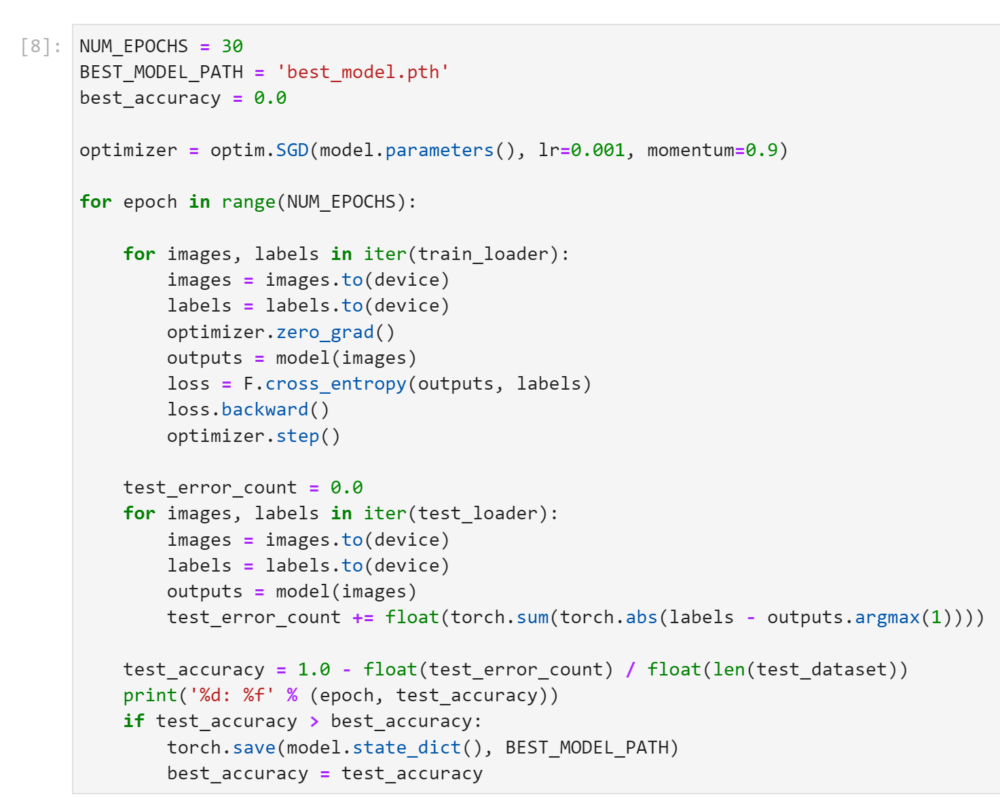 [8]: NUM_EPOCHS = 30
BEST_MODEL_PATH = 'best_model.pth'
best_accuracy = 0.0

optimizer = optim.SGD(model.parameters(), lr=0.001, momentum=0.9)

for epoch in range(NUM_EPOCHS):

    for images, labels in iter(train_loader):
        images = images.to(device)
        labels = labels.to(device)
        optimizer.zero_grad()
        outputs = model(images)
        loss = F.cross_entropy(outputs, labels)
        loss.backward()
        optimizer.step()

    test_error_count = 0.0
    for images, labels in iter(test_loader):
        images = images.to(device)
        labels = labels.to(device)
        outputs = model(images)
        test_error_count += float(torch.sum(torch.abs(labels - outputs.argmax(1))))

    test_accuracy = 1.0 - float(test_error_count) / float(len(test_dataset))
    print('%d: %f' % (epoch, test_accuracy))
    if test_accuracy > best_accuracy:
        torch.save(model.state_dict(), BEST_MODEL_PATH)
        best_accuracy = test_accuracy